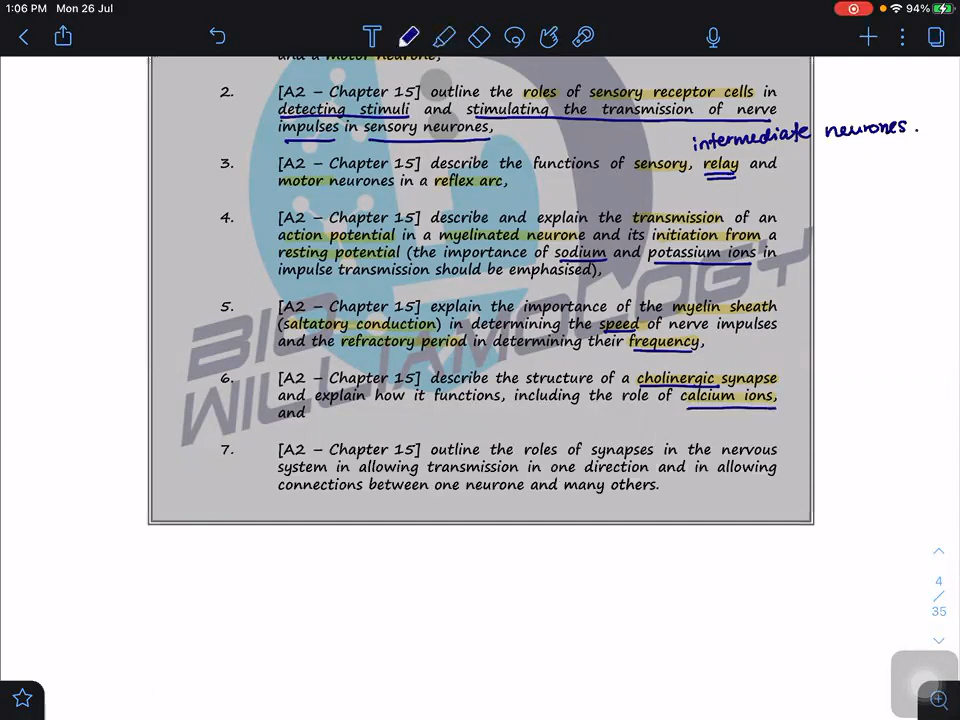 1:06 PM Mon 26 Jul
94%
and a motor neurone,
2. [A2 – Chapter 15] outline the roles of sensory receptor cells in
detecting stimuli and stimulating the transmission of nerve
impulses in sensory neurones,
intermediate neurones.
3. [A2 – Chapter 15] describe the functions of sensory, relay and
motor neurones in a reflex arc,
4. [A2 – Chapter 15] describe and explain the transmission of an
action potential in a myelinated neurone and its initiation from a
resting potential (the importance of sodium and potassium ions in
impulse transmission should be emphasised),
5. [A2 – Chapter 15] explain the importance of the myelin sheath
(saltatory conduction) in determining the speed of nerve impulses
and the refractory period in determining their frequency,
6. [A2 – Chapter 15] describe the structure of a cholinergic synapse
and explain how it functions, including the role of calcium ions,
and
7. [A2 – Chapter 15] outline the roles of synapses in the nervous
system in allowing transmission in one direction and in allowing
connections between one neurone and many others.
BIO
WILLIAMOLOGY
4
/
35